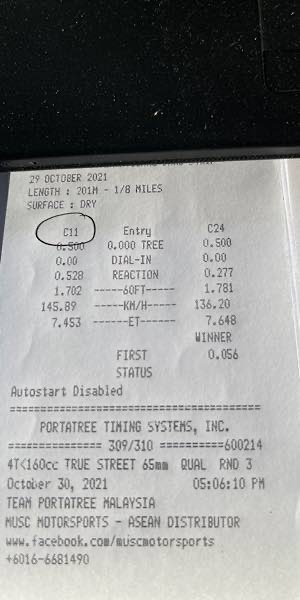 29 OCTOBER 2021
LENGTH : 201M - 1/8 MILES
SURFACE : DRY
C11 Entry C24
0.500 0.000 TREE 0.500
0.00 DIAL-IN 0.00
0.528 REACTION 0.277
1.702 -----60FT----- 1.781
145.89 -----KM/H----- 136.20
7.453 ------ET------ 7.648
WINNER
FIRST 0.056
STATUS
Autostart Disabled
========================================
PORTATREE TIMING SYSTEMS, INC.
=============== 309/310 ==========600214
4T<160cc TRUE STREET 65mm QUAL RND 3
October 30, 2021 05:06:10 PM
TEAM PORTATREE MALAYSIA
MUSC MOTORSPORTS - ASEAN DISTRIBUTOR
www.facebook.com/muscmotorsports
+6016-6681490